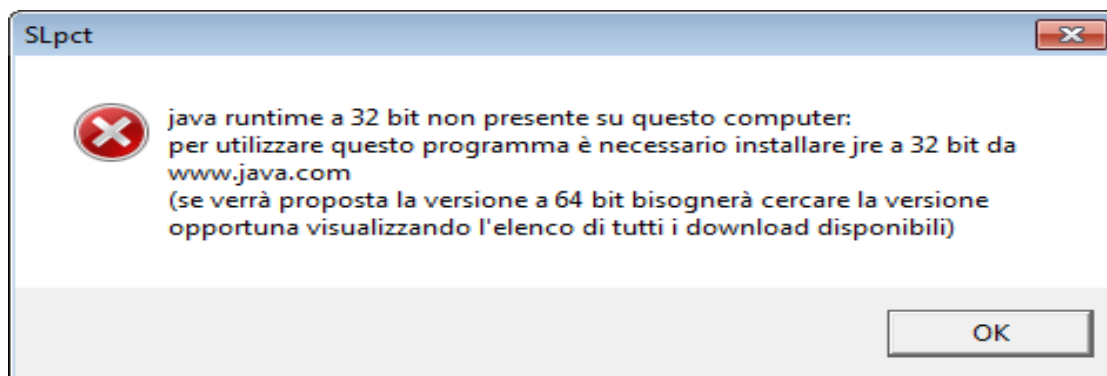 SLpct
java runtime a 32 bit non presente su questo computer:
per utilizzare questo programma è necessario installare jre a 32 bit da
www.java.com
(se verrà proposta la versione a 64 bit bisognerà cercare la versione
opportuna visualizzando l'elenco di tutti i download disponibili)
OK